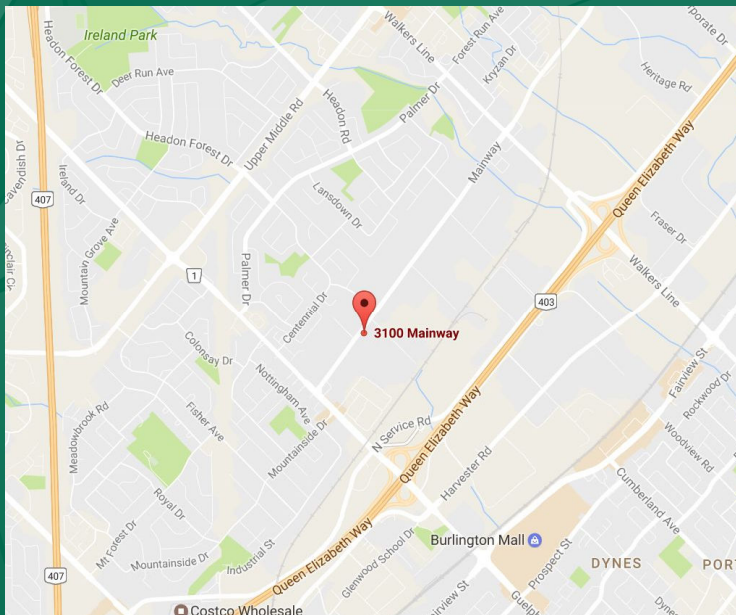 Ireland Park
Headon Forest Dr
Deer Run Ave
Walkers Line
Forest Run Ave
Kryzan Dr
Heritage Rd
Palmer Dr
Headon Rd
Upper Middle Rd
Headon Forest Dr
Mainway
Queen Elizabeth Way
Cavendish Dr
Ireland Dr
407
Lansdown Dr
Fraser Dr
Mountain Grove Ave
1
Palmer Dr
Walkers Line
403
Centennial Dr
3100 Mainway
Colonsay Dr
Nottingham Ave
Fairview St
Rockwood Dr
Meadowbrook Rd
Fisher Ave
Mountainside Dr
N Service Rd
Queen Elizabeth Way
Harvester Rd
Woodview Rd
Cumberland Ave
Royal Dr
Mt Forest Dr
Mountainside Dr
Industrial St
Queen Elizabeth Way
Glenwood School Dr
Burlington Mall
Prospect St
DYNES
PORT
407
Costco Wholesale
Fairview St
Guelph